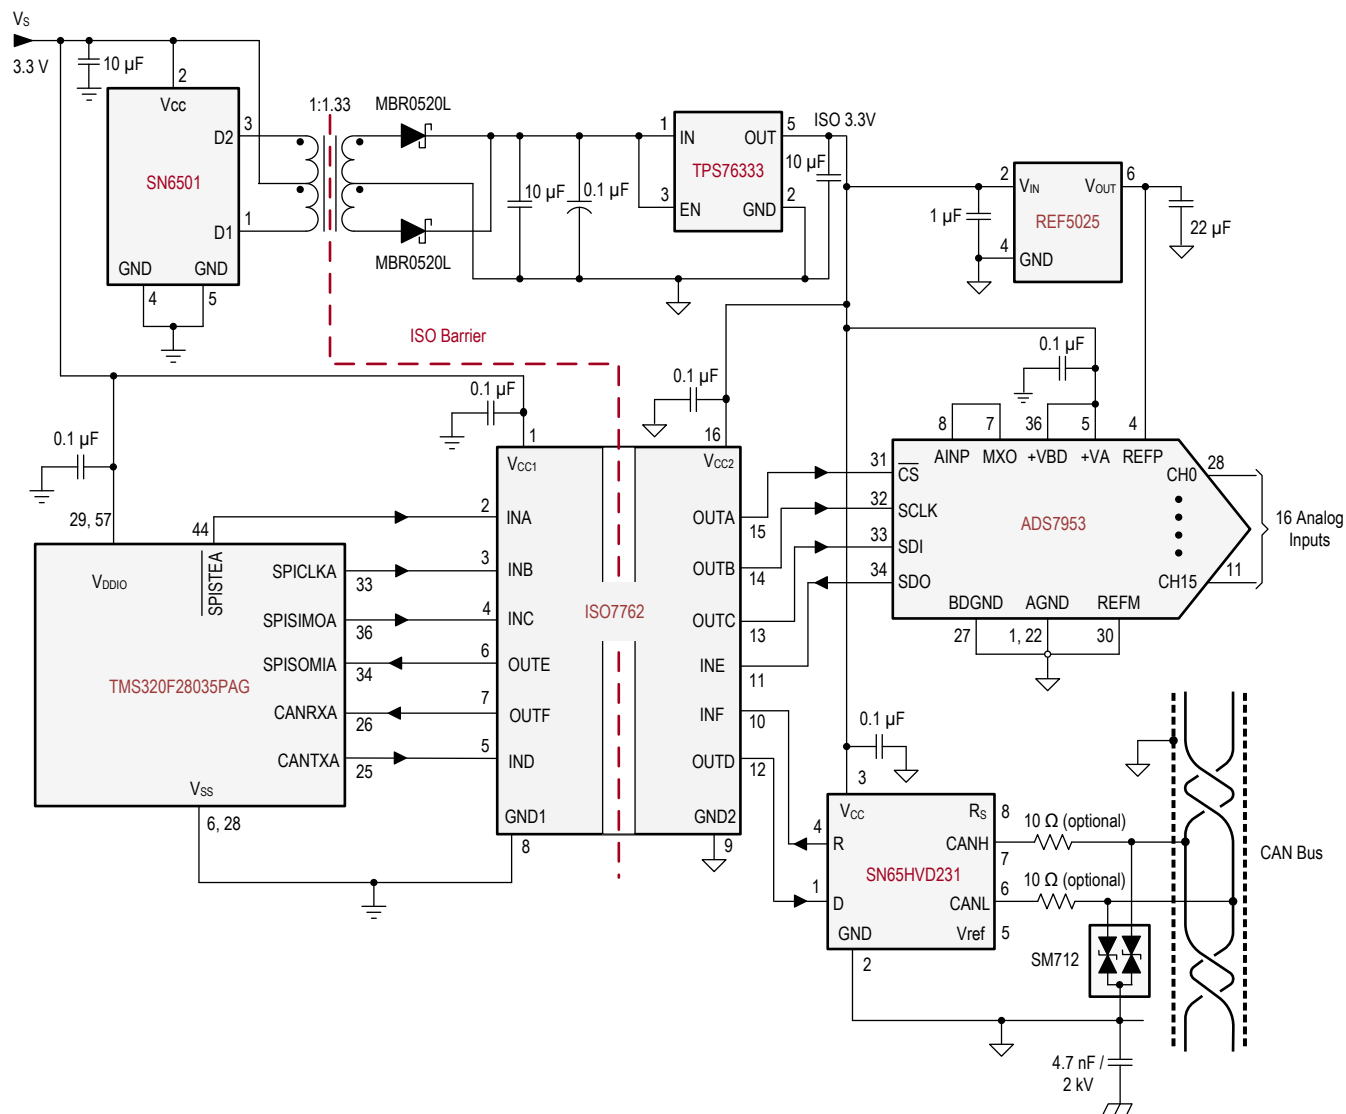 VS
3.3 V
10 µF
2
Vcc
SN6501
D2
3
D1
1
GND
GND
4
5
1:1.33
MBR0520L
MBR0520L
10 µF
0.1 µF
1
IN
OUT
5
TPS76333
3
EN
GND
2
ISO 3.3V
10 µF
2
VIN
VOUT
6
REF5025
1 µF
4
GND
22 µF
ISO Barrier
0.1 µF
0.1 µF
0.1 µF
0.1 µF
29, 57
44
VDDIO
SPISTEA
SPICLKA
33
SPISIMOA
36
SPISOMIA
34
TMS320F28035PAG
CANRXA
26
CANTXA
25
VSS
6, 28
1
VCC1
16
VCC2
2
INA
3
INB
4
INC
6
OUTE
7
OUTF
5
IND
GND1
8
ISO7762
OUTA
15
OUTB
14
OUTC
13
INE
11
INF
10
OUTD
12
GND2
9
8
7
36
5
4
AINP
MXO
+VBD
+VA
REFP
31
CS
32
SCLK
33
SDI
34
SDO
ADS7953
CH0
28
CH15
11
16 Analog
Inputs
BDGND
AGND
REFM
27
1, 22
30
0.1 µF
3
VCC
RS
8
4
R
CANH
7
SN65HVD231
1
D
CANL
6
GND
Vref
5
2
10 Ω (optional)
10 Ω (optional)
SM712
CAN Bus
4.7 nF /
2 kV